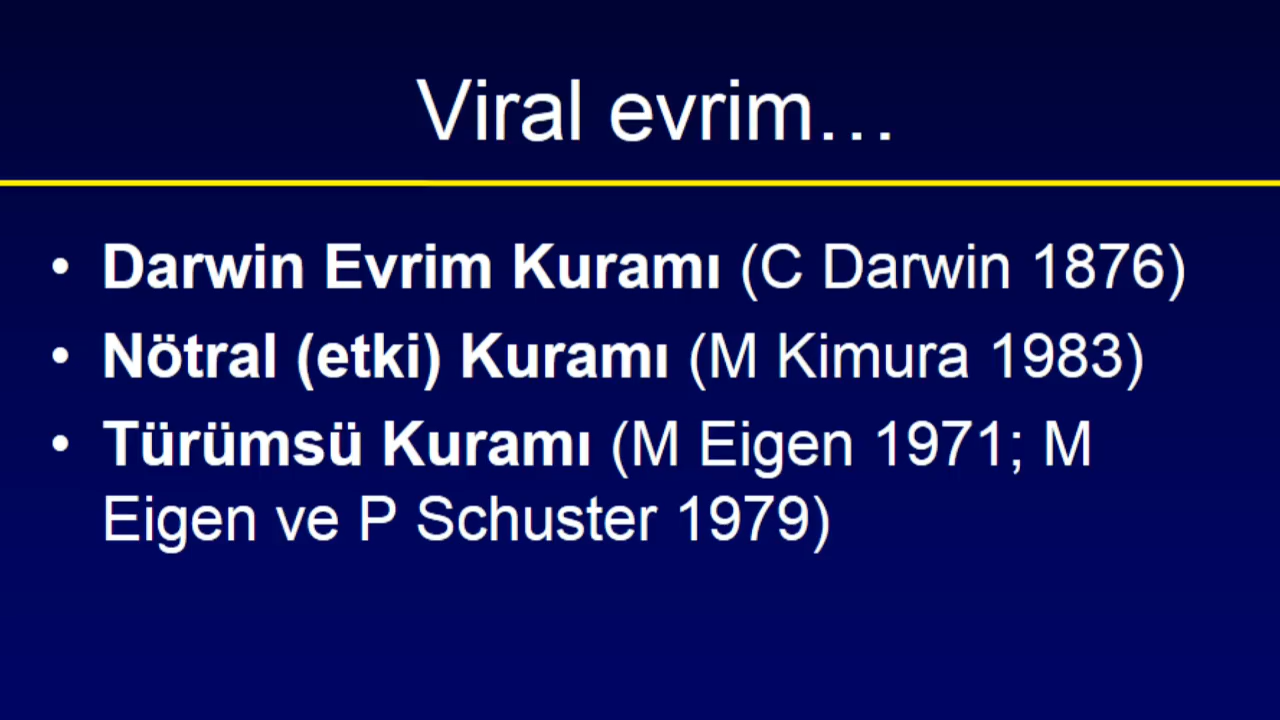 Viral evrim...
• Darwin Evrim Kuramı (C Darwin 1876)
• Nötral (etki) Kuramı (M Kimura 1983)
• Türümsü Kuramı (M Eigen 1971; M
Eigen ve P Schuster 1979)